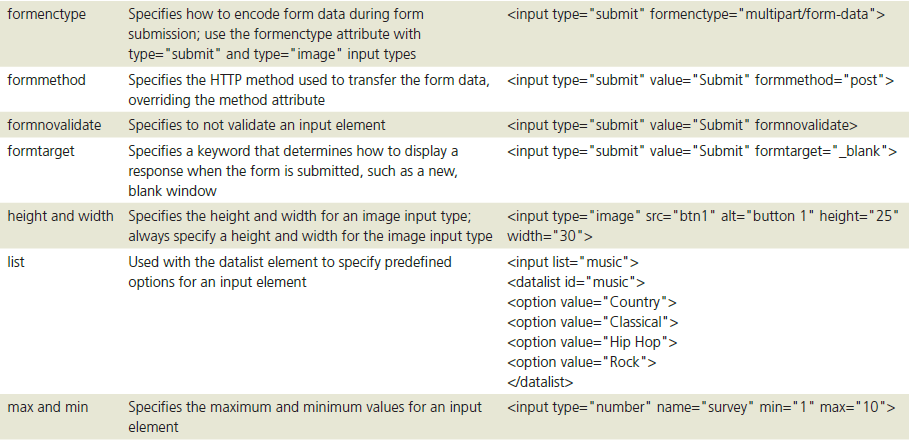 formenctype Specifies how to encode form data during form <input type="submit" formenctype="multipart/form-data">
submission; use the formenctype attribute with
type="submit" and type="image" input types
formmethod Specifies the HTTP method used to transfer the form data, <input type="submit" value="Submit" formmethod="post">
overriding the method attribute
formnovalidate Specifies to not validate an input element <input type="submit" value="Submit" formnovalidate>
formtarget Specifies a keyword that determines how to display a <input type="submit" value="Submit" formtarget="_blank">
response when the form is submitted, such as a new,
blank window
height and width Specifies the height and width for an image input type; <input type="image" src="btn1" alt="button 1" height="25"
always specify a height and width for the image input type width="30">
list Used with the datalist element to specify predefined <input list="music">
options for an input element <datalist id="music">
<option value="Country">
<option value="Classical">
<option value="Hip Hop">
<option value="Rock">
</datalist>
max and min Specifies the maximum and minimum values for an input <input type="number" name="survey" min="1" max="10">
element